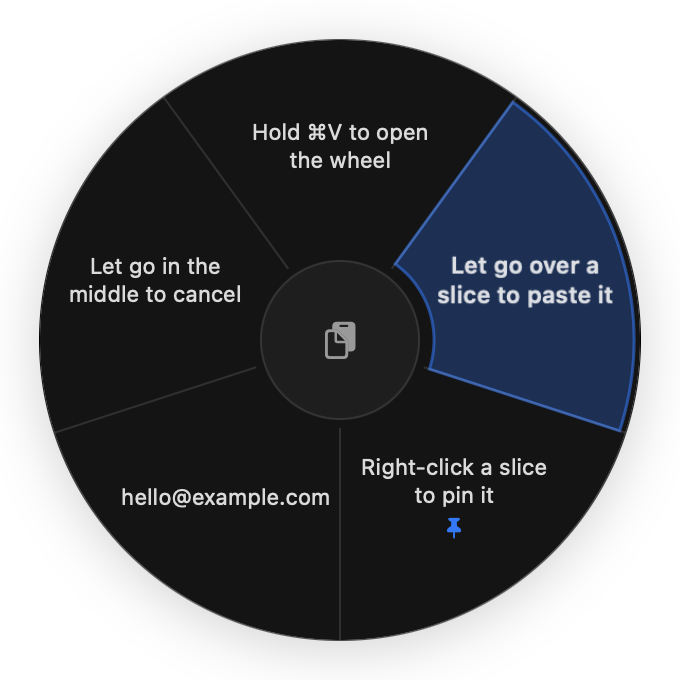 Hold ⌘V to open
the wheel
Let go over a
slice to paste it
Right-click a slice
to pin it
hello@example.com
Let go in the
middle to cancel